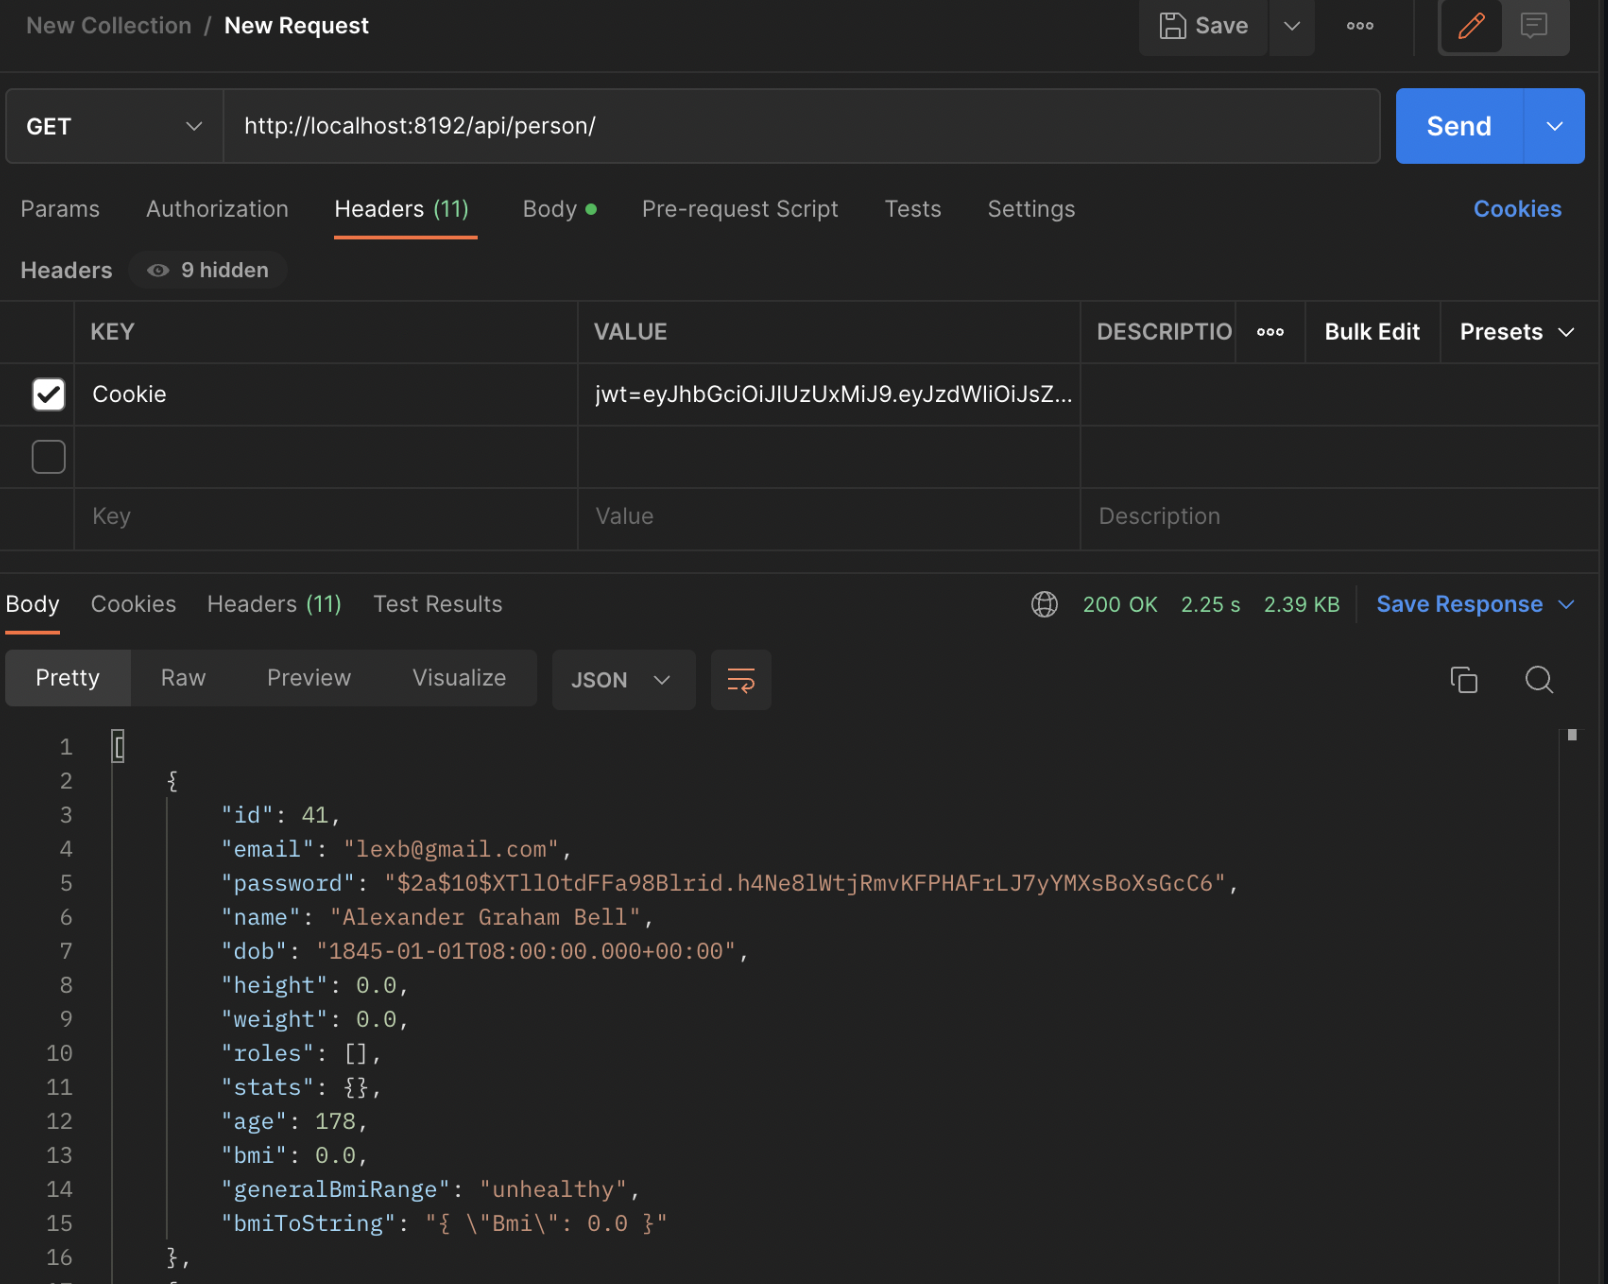 New Collection / New Request
Save
GET
http://localhost:8192/api/person/
Send
Params Authorization Headers (11) Body Pre-request Script Tests Settings Cookies
Headers 9 hidden
KEY VALUE DESCRIPTIO Bulk Edit Presets
Cookie jwt=eyJhbGciOiJIUzUxMiJ9.eyJzdWIiOiJsZ...
Key Value Description
Body Cookies Headers (11) Test Results 200 OK 2.25 s 2.39 KB Save Response
Pretty Raw Preview Visualize JSON
1 [
2 {
3 "id": 41,
4 "email": "lexb@gmail.com",
5 "password": "$2a$10$XTllOtdFFa98Blrid.h4Ne8lWtjRmvKFPHAFrLJ7yYMXsBoXsGcC6",
6 "name": "Alexander Graham Bell",
7 "dob": "1845-01-01T08:00:00.000+00:00",
8 "height": 0.0,
9 "weight": 0.0,
10 "roles": [],
11 "stats": {},
12 "age": 178,
13 "bmi": 0.0,
14 "generalBmiRange": "unhealthy",
15 "bmiToString": "{ \"Bmi\": 0.0 }"
16 },